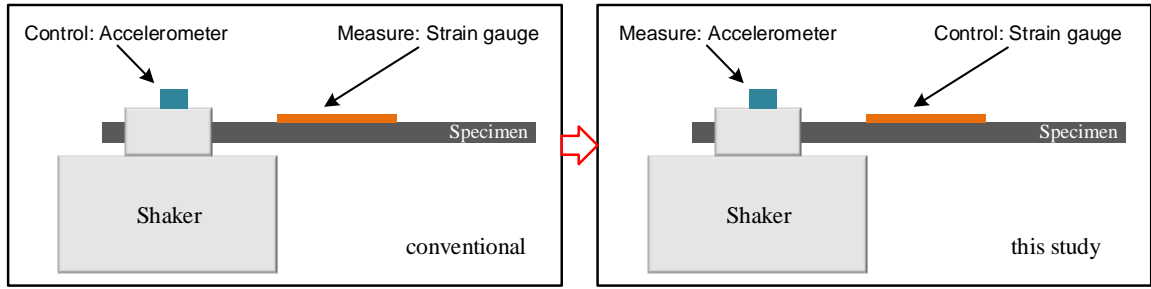 Control: Accelerometer
Measure: Strain gauge
Specimen
Shaker
conventional
Measure: Accelerometer
Control: Strain gauge
Specimen
Shaker
this study